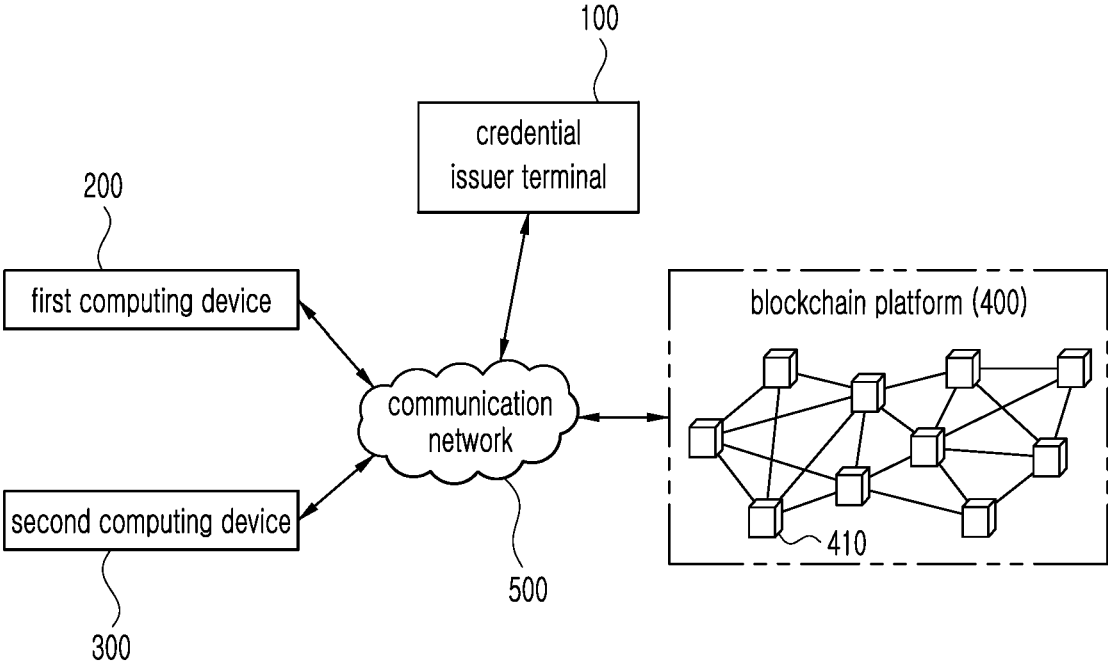 100
credential
issuer terminal
200
first computing device
blockchain platform (400)
communication
network
second computing device
410
500
300